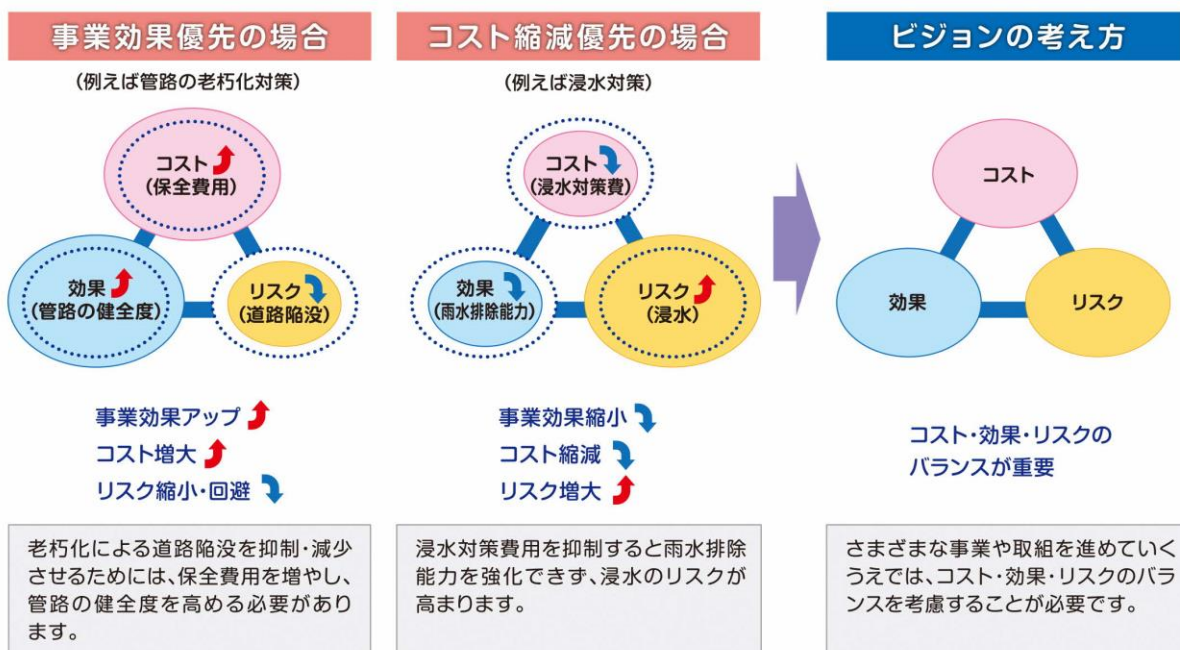 事業効果優先の場合
(例えば管路の老朽化対策)
コスト
(保全費用)
効果
(管路の健全度)
リスク
(道路陥没)
事業効果アップ
コスト増大
リスク縮小・回避
老朽化による道路陥没を抑制・減少
させるためには、保全費用を増やし、
管路の健全度を高める必要があり
ます。
コスト縮減優先の場合
(例えば浸水対策)
コスト
(浸水対策費)
効果
(雨水排除能力)
リスク
(浸水)
事業効果縮小
コスト縮減
リスク増大
浸水対策費用を抑制すると雨水排除
能力を強化できず、浸水のリスクが
高まります。
ビジョンの考え方
コスト
効果
リスク
コスト・効果・リスクの
バランスが重要
さまざまな事業や取組を進めていく
うえでは、コスト・効果・リスクのバラ
ンスを考慮することが必要です。